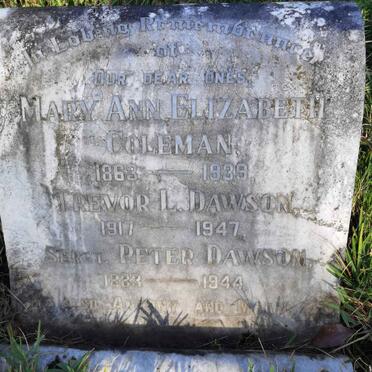 In Loving Remembrance
of
OUR DEAR ONES,
MARY ANN ELIZABETH
COLEMAN,
1863 — 1939.
TREVOR L. DAWSON,
1917 — 1947.
SERGT. PETER DAWSON,
1883 — 1944.
AND